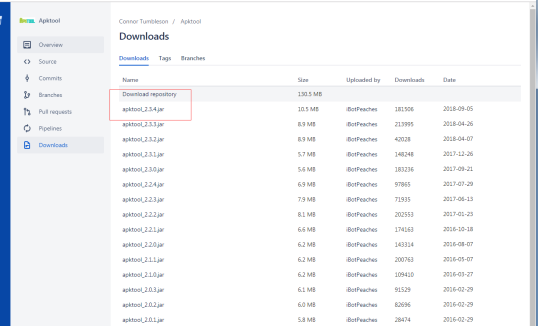 Apktool
Connor Tumbleson / Apktool
Downloads
Overview
Source
Commits
Branches
Pull requests
Pipelines
Downloads
Downloads Tags Branches
Name Size Uploaded by Downloads Date
Download repository 130.5 MB
apktool_2.3.4.jar 10.5 MB iBotPeaches 181506 2018-09-05
apktool_2.3.3.jar 8.9 MB iBotPeaches 213995 2018-04-26
apktool_2.3.2.jar 8.9 MB iBotPeaches 42028 2018-04-07
apktool_2.3.1.jar 5.7 MB iBotPeaches 148248 2017-12-26
apktool_2.3.0.jar 5.6 MB iBotPeaches 183236 2017-09-21
apktool_2.2.4.jar 6.9 MB iBotPeaches 97865 2017-07-29
apktool_2.2.3.jar 7.9 MB iBotPeaches 71935 2017-06-13
apktool_2.2.2.jar 8.1 MB iBotPeaches 202553 2017-01-23
apktool_2.2.1.jar 6.6 MB iBotPeaches 174163 2016-10-18
apktool_2.2.0.jar 6.2 MB iBotPeaches 143314 2016-08-07
apktool_2.1.1.jar 6.2 MB iBotPeaches 200763 2016-05-07
apktool_2.1.0.jar 6.2 MB iBotPeaches 109410 2016-03-27
apktool_2.0.3.jar 6.1 MB iBotPeaches 91529 2016-02-29
apktool_2.0.2.jar 6.0 MB iBotPeaches 82696 2016-02-29
apktool_2.0.1.jar 5.8 MB iBotPeaches 28474 2016-02-29